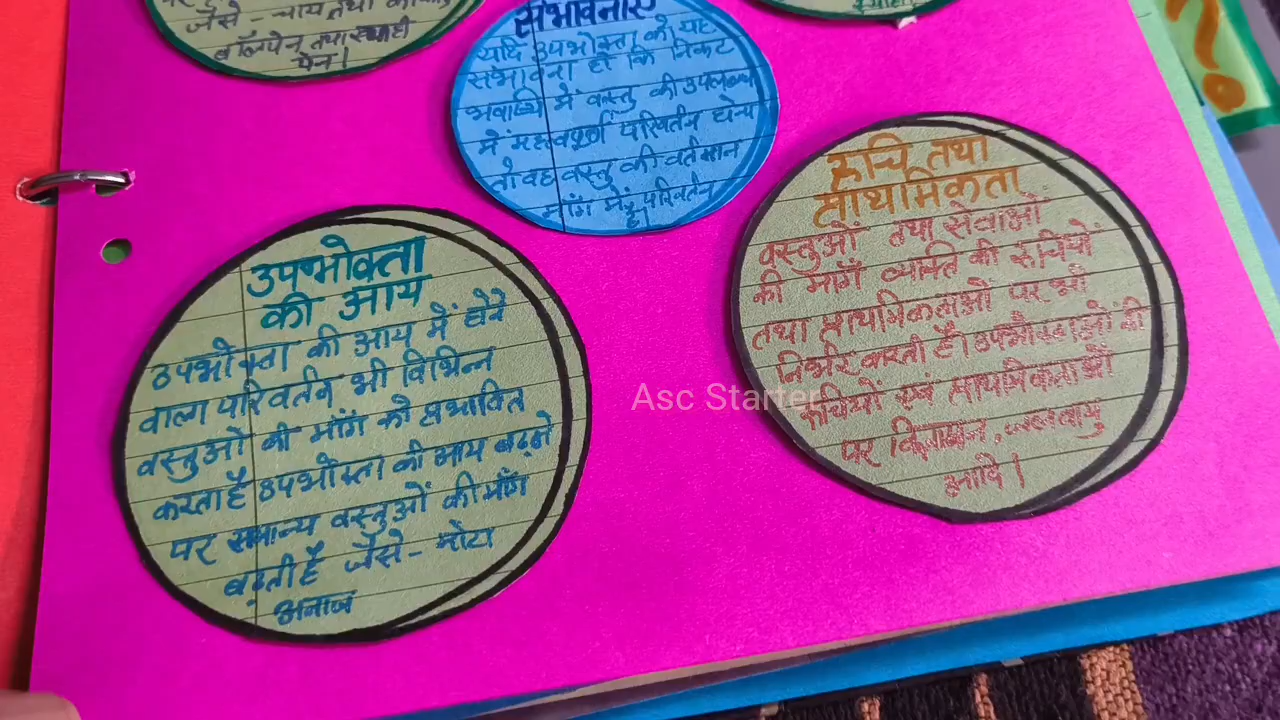 जैसे - चाय तथा
बॉलपेन तथा स्याही
पेन।
स्याही।
संभावनाएं
यदि उपभोक्ता को यह
संभावना हो कि निकट
अवधि में वस्तु की उपलब्धता
में महत्वपूर्ण परिवर्तन होगा
तो वह वस्तु की वर्तमान
माँग में परिवर्तन
है।
रुचि तथा
प्राथमिकता
वस्तुओं तथा सेवाओं
की माँग व्यक्ति की रुचियों
तथा प्राथमिकताओं पर भी
निर्भर करती है। उपभोक्ताओं की
रुचियों एवं प्राथमिकताओं
पर विज्ञापन, जलवायु
आदि।
उपभोक्ता
की आय
उपभोक्ता की आय में होने
वाला परिवर्तन भी विभिन्न
वस्तुओं की माँग को प्रभावित
करता है उपभोक्ता की आय बढ़ने
पर समान्य वस्तुओं की माँग
बढ़ती है जैसे - मोटा
अनाज
Asc Starter